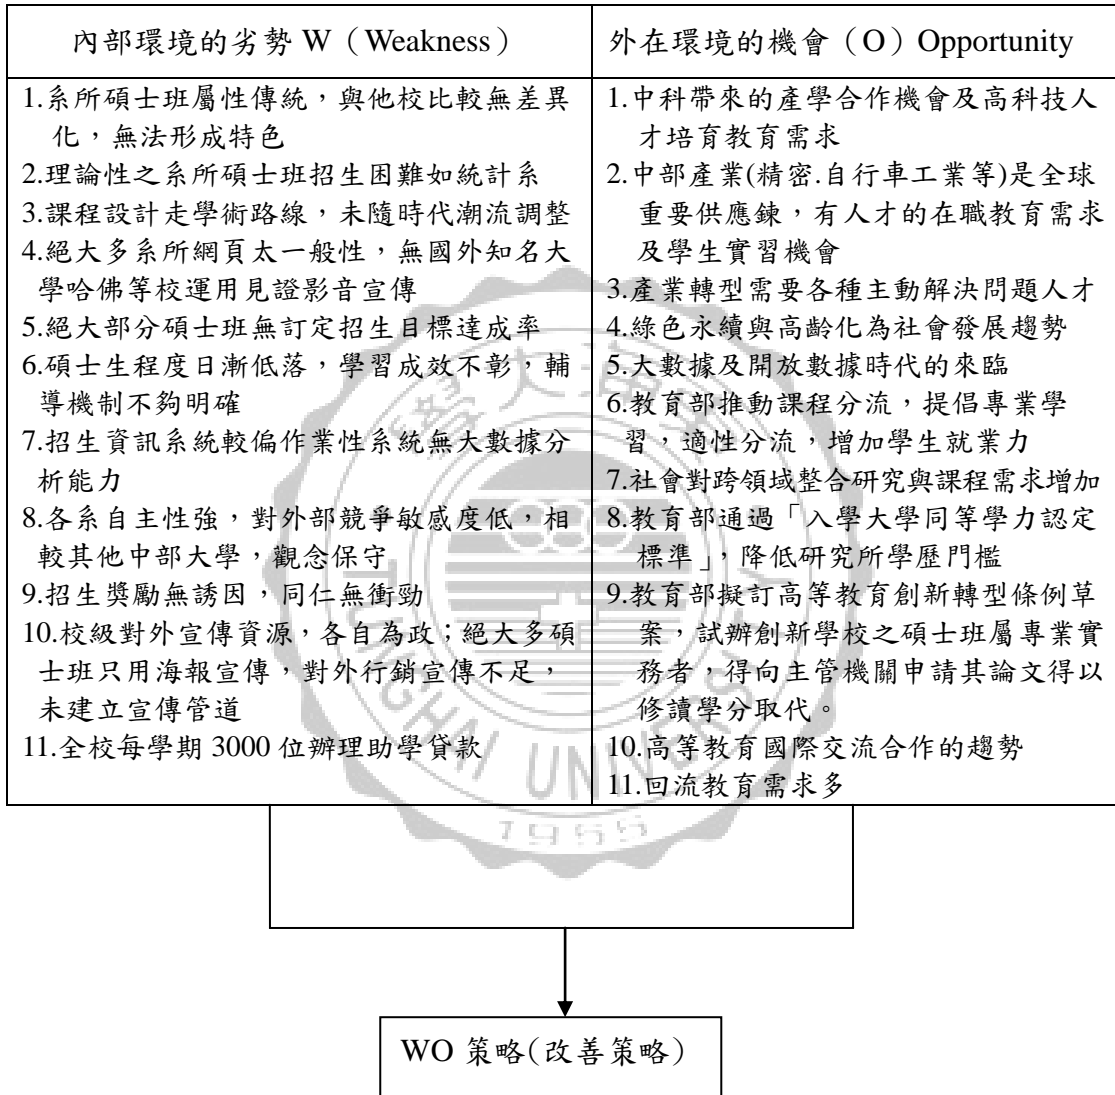 內部環境的劣勢 W（Weakness）
外在環境的機會（O）Opportunity
1.系所碩士班屬性傳統，與他校比較無差異
化，無法形成特色
2.理論性之系所碩士班招生困難如統計系
3.課程設計走學術路線，未隨時代潮流調整
4.絕大多系所網頁太一般性，無國外知名大
學哈佛等校運用見證影音宣傳
5.絕大部分碩士班無訂定招生目標達成率
6.碩士生程度日漸低落，學習成效不彰，輔
導機制不夠明確
7.招生資訊系統較偏作業性系統無大數據分
析能力
8.各系自主性強，對外部競爭敏感度低，相
較其他中部大學，觀念保守
9.招生獎勵無誘因，同仁無衝勁
10.校級對外宣傳資源，各自為政；絕大多碩
士班只用海報宣傳，對外行銷宣傳不足，
未建立宣傳管道
11.全校每學期 3000 位辦理助學貸款
1.中科帶來的產學合作機會及高科技人
才培育教育需求
2.中部產業(精密.自行車工業等)是全球
重要供應鍊，有人才的在職教育需求
及學生實習機會
3.產業轉型需要各種主動解決問題人才
4.綠色永續與高齡化為社會發展趨勢
5.大數據及開放數據時代的來臨
6.教育部推動課程分流，提倡專業學
習，適性分流，增加學生就業力
7.社會對跨領域整合研究與課程需求增加
8.教育部通過「入學大學同等學力認定
標準」，降低研究所學歷門檻
9.教育部擬訂高等教育創新轉型條例草
案，試辦創新學校之碩士班屬專業實
務者，得向主管機關申請其論文得以
修讀學分取代。
10.高等教育國際交流合作的趨勢
11.回流教育需求多
TUNGHAI UNIVERSITY
1955
WO 策略(改善策略)